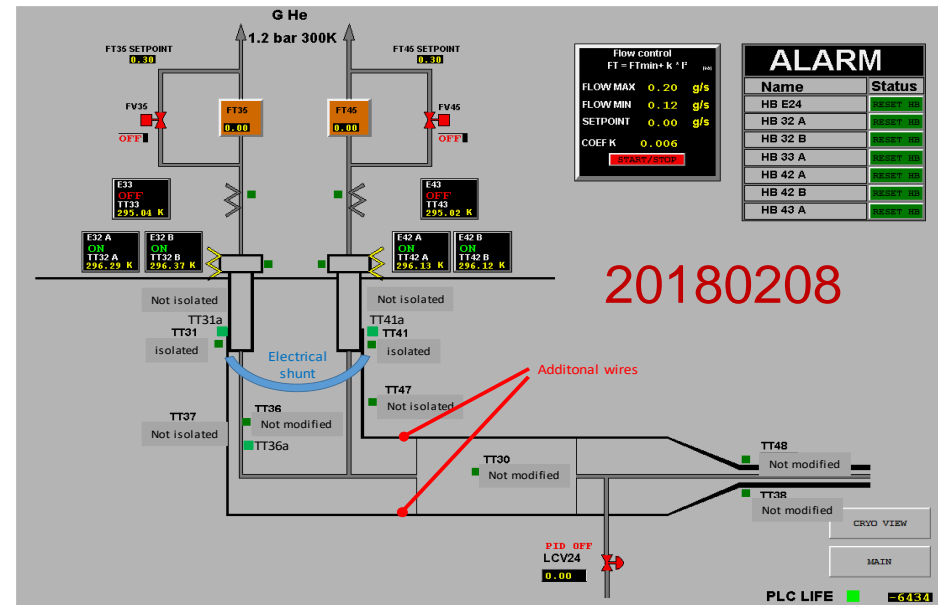 G He
1.2 bar 300K
FT35 SETPOINT
0.30
FT45 SETPOINT
0.30
FV35
OFF
FT35
0.00
FT45
0.00
FV45
OFF
Flow control
FT = FTmin+ k * I²
FLOW MAX 0.20 g/s
FLOW MIN 0.12 g/s
SETPOINT 0.00 g/s
COEF K 0.006
START/STOP
ALARM
Name Status
HB E24 RESET HB
HB 32 A RESET HB
HB 32 B RESET HB
HB 33 A RESET HB
HB 42 A RESET HB
HB 42 B RESET HB
HB 43 A RESET HB
E33
OFF
TT33
295.04 K
E43
OFF
TT43
295.02 K
E32 A
ON
TT32 A
296.29 K
E32 B
ON
TT32 B
296.37 K
E42 A
ON
TT42 A
296.13 K
E42 B
ON
TT42 B
296.12 K
20180208
Not isolated
Not isolated
TT31a
TT31
isolated
TT41a
TT41
isolated
Electrical
shunt
Additonal wires
TT47
Not isolated
TT37
Not isolated
TT36
Not modified
TT36a
TT30
Not modified
TT48
Not modified
TT38
Not modified
PID OFF
LCV24
0.00
CRYO VIEW
MAIN
PLC LIFE
-6434